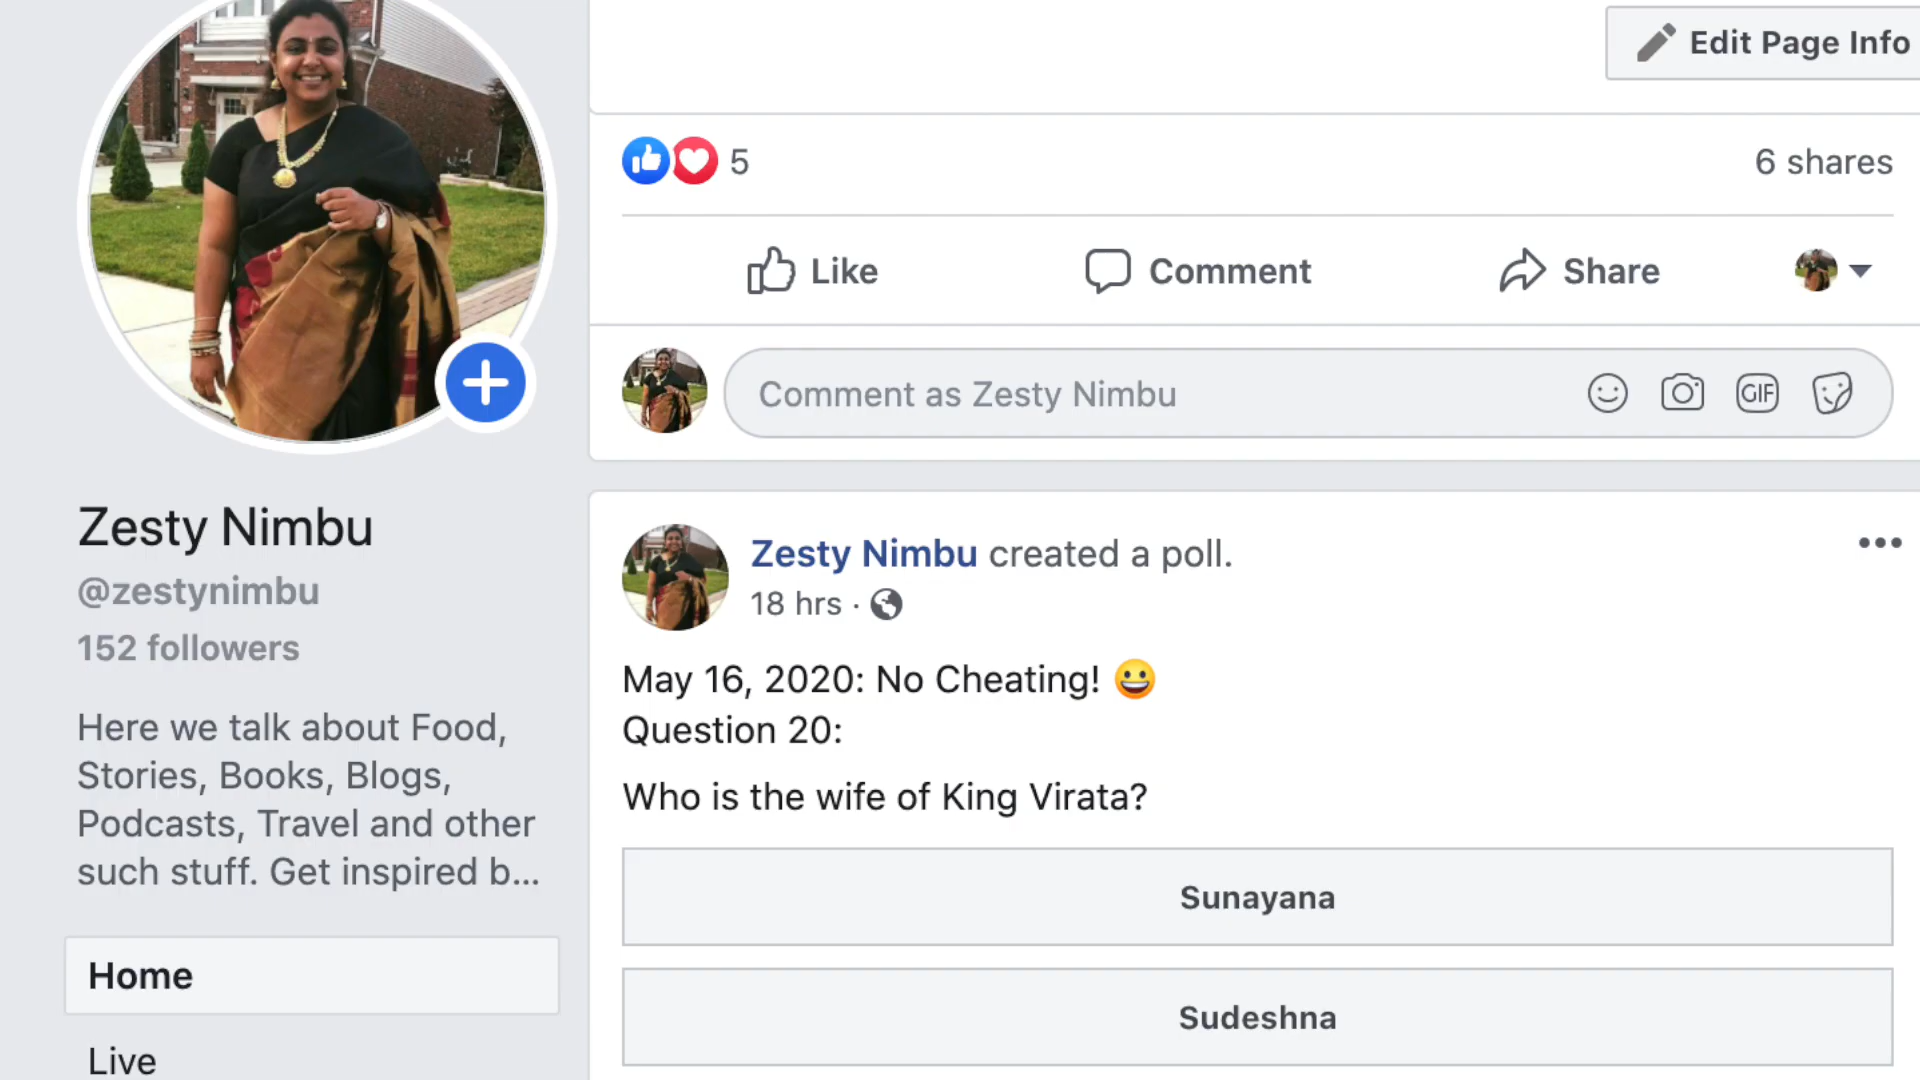 Edit Page Info
5
6 shares
Like
Comment
Share
Comment as Zesty Nimbu
GIF
Zesty Nimbu
@zestynimbu
152 followers
Here we talk about Food,
Stories, Books, Blogs,
Podcasts, Travel and other
such stuff. Get inspired b...
Home
Live
Zesty Nimbu created a poll.
18 hrs ·
May 16, 2020: No Cheating! 😀
Question 20:
Who is the wife of King Virata?
Sunayana
Sudeshna